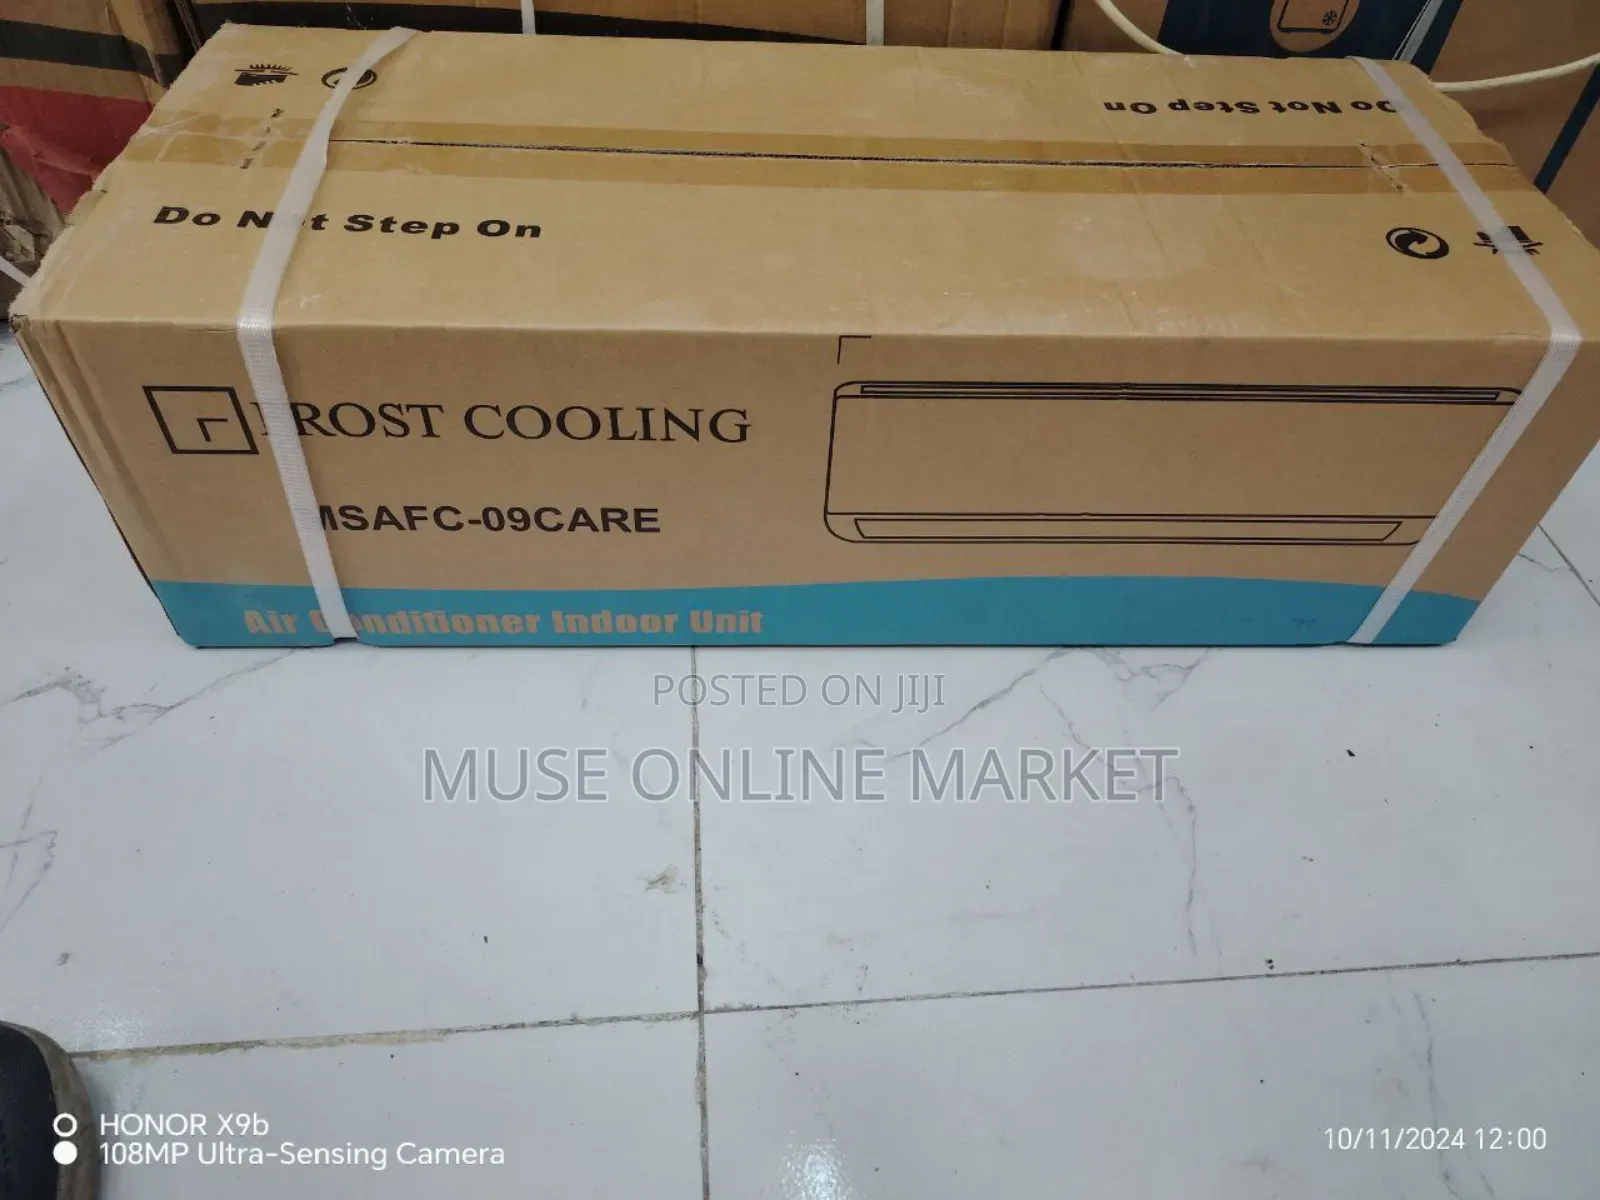 Do Not Step On
Do Not Step On
FROST COOLING
MSAFC-09CARE
Air Conditioner Indoor Unit
POSTED ON JIJI
MUSE ONLINE MARKET
HONOR X9b
108MP Ultra-Sensing Camera
10/11/2024 12:00